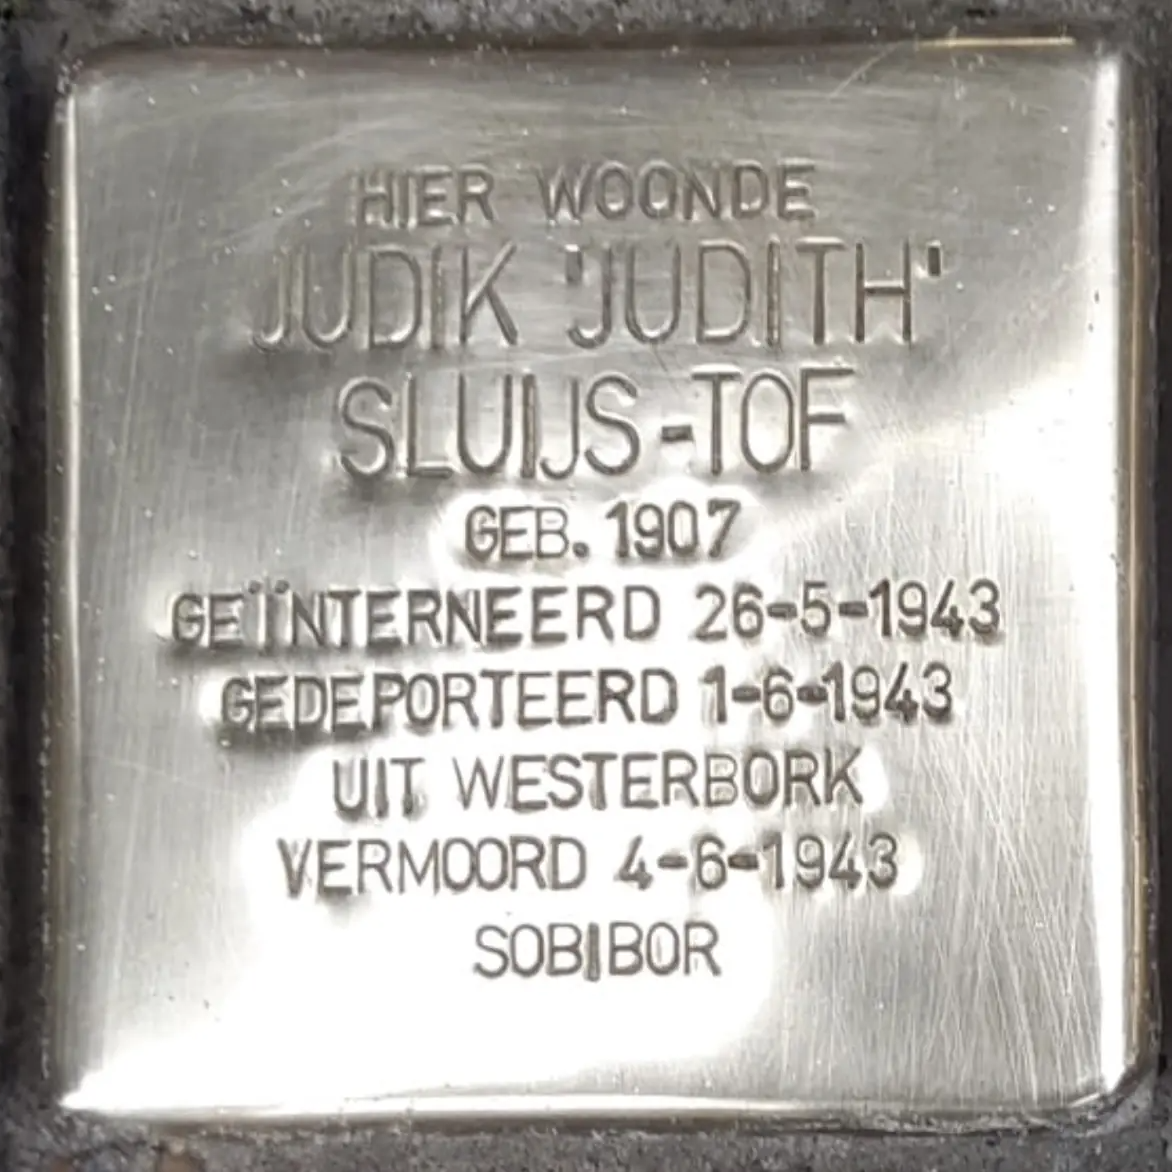 HIER WOONDE
JUDIK 'JUDITH'
SLUIJS-TOF
GEB. 1907
GEÏNTERNEERD 26-5-1943
GEDEPORTEERD 1-6-1943
UIT WESTERBORK
VERMOORD 4-6-1943
SOBIBOR